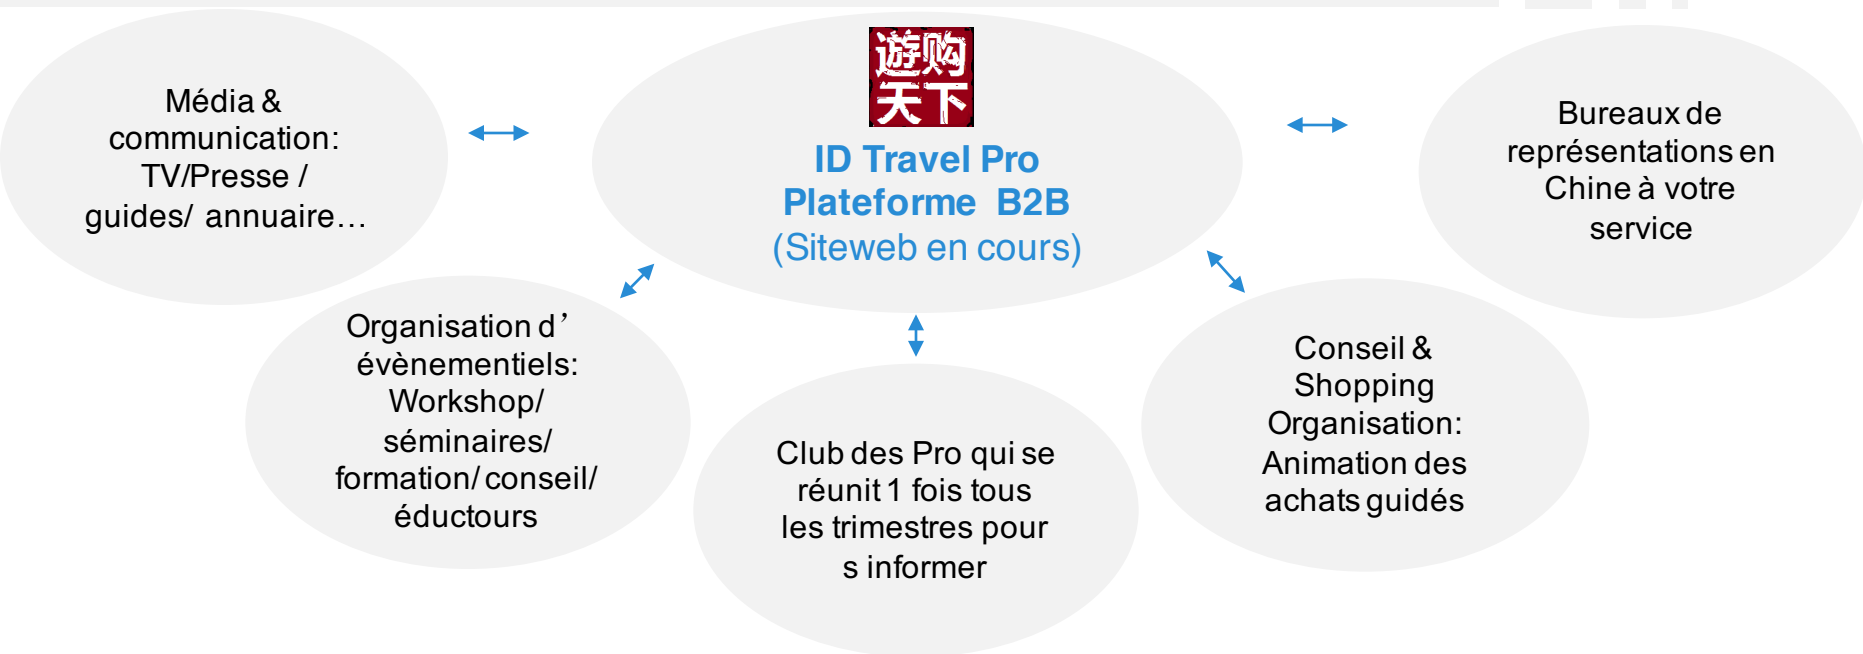 Média &
communication:
TV/Presse /
guides/ annuaire…
遊购
天下
ID Travel Pro
Plateforme B2B
(Siteweb en cours)
Bureaux de
représentations en
Chine à votre
service
Organisation d’
évènementiels:
Workshop/
séminaires/
formation/ conseil/
éductours
Club des Pro qui se
réunit 1 fois tous
les trimestres pour
s informer
Conseil &
Shopping
Organisation:
Animation des
achats guidés